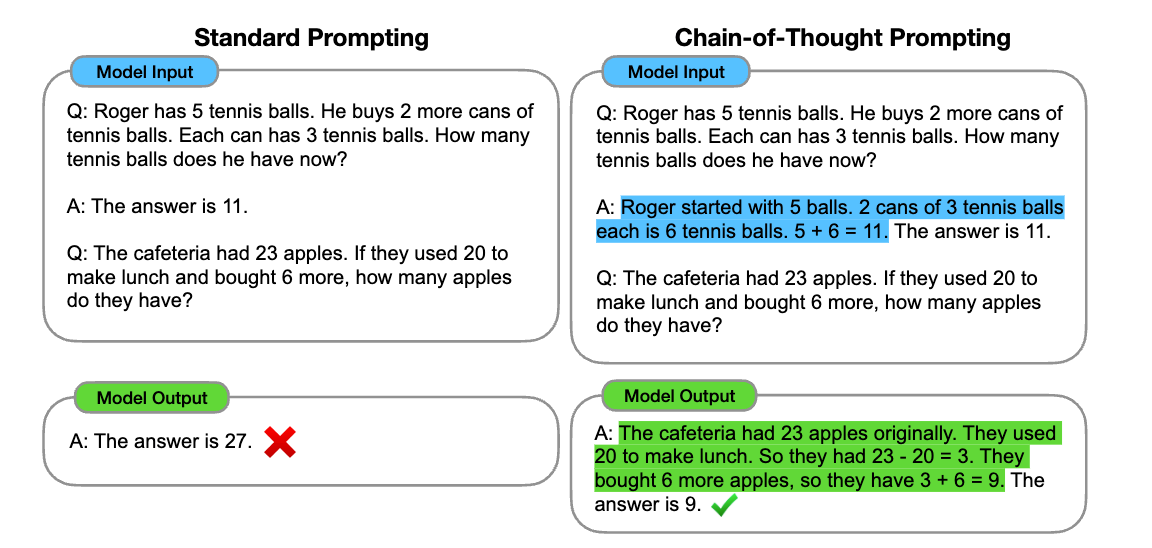 Standard Prompting
Model Input
Q: Roger has 5 tennis balls. He buys 2 more cans of
tennis balls. Each can has 3 tennis balls. How many
tennis balls does he have now?
A: The answer is 11.
Q: The cafeteria had 23 apples. If they used 20 to
make lunch and bought 6 more, how many apples
do they have?
Model Output
A: The answer is 27.
Chain-of-Thought Prompting
Model Input
Q: Roger has 5 tennis balls. He buys 2 more cans of
tennis balls. Each can has 3 tennis balls. How many
tennis balls does he have now?
A: Roger started with 5 balls. 2 cans of 3 tennis balls
each is 6 tennis balls. 5 + 6 = 11. The answer is 11.
Q: The cafeteria had 23 apples. If they used 20 to
make lunch and bought 6 more, how many apples
do they have?
Model Output
A: The cafeteria had 23 apples originally. They used
20 to make lunch. So they had 23 - 20 = 3. They
bought 6 more apples, so they have 3 + 6 = 9. The
answer is 9.